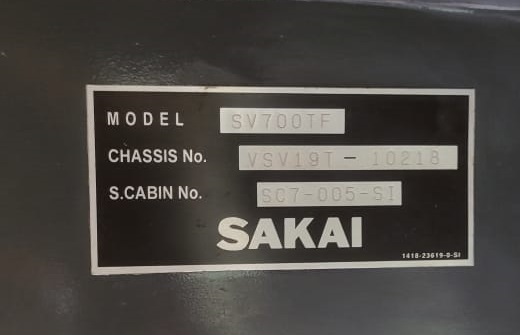 MODEL SV700TF
CHASSIS No. VSV19T - 10218
S.CABIN No. SC7-005-SI
SAKAI
1418-23619-0-SI